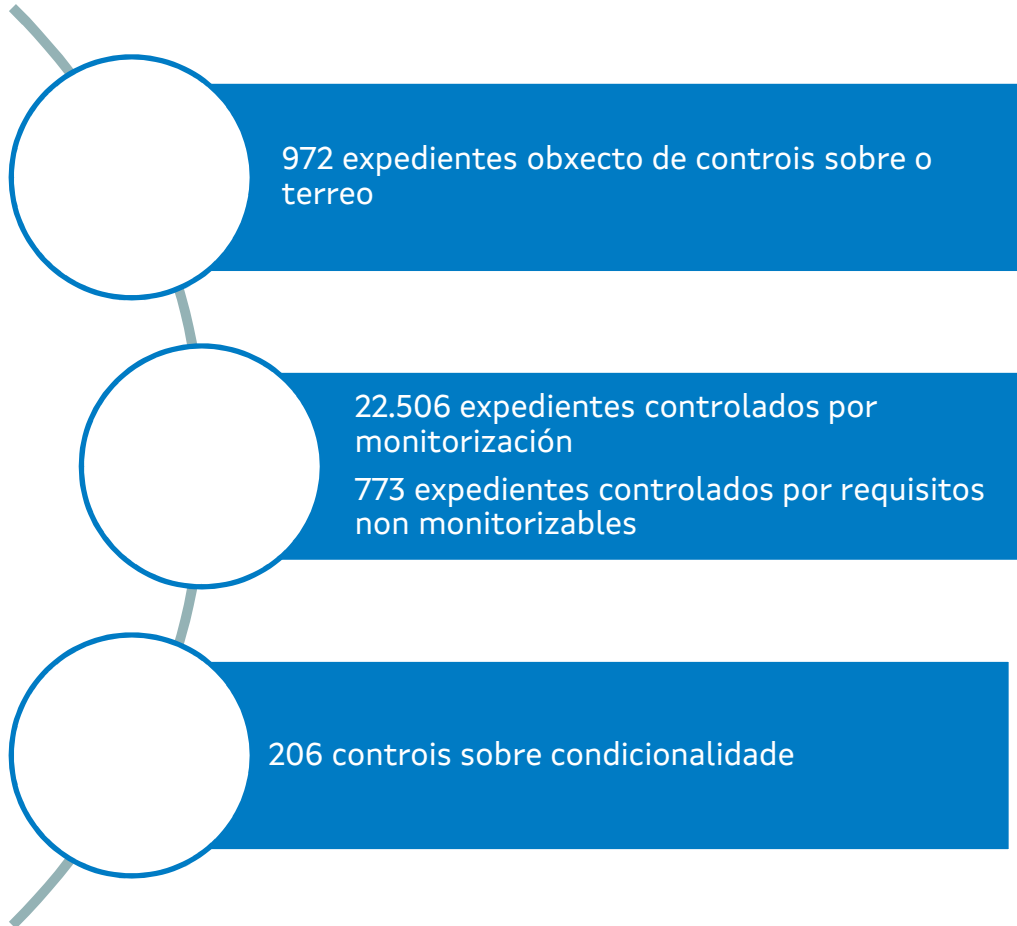 972 expedientes obxecto de controis sobre o
terreo
22.506 expedientes controlados por
monitorización
773 expedientes controlados por requisitos
non monitorizables
206 controis sobre condicionalidade